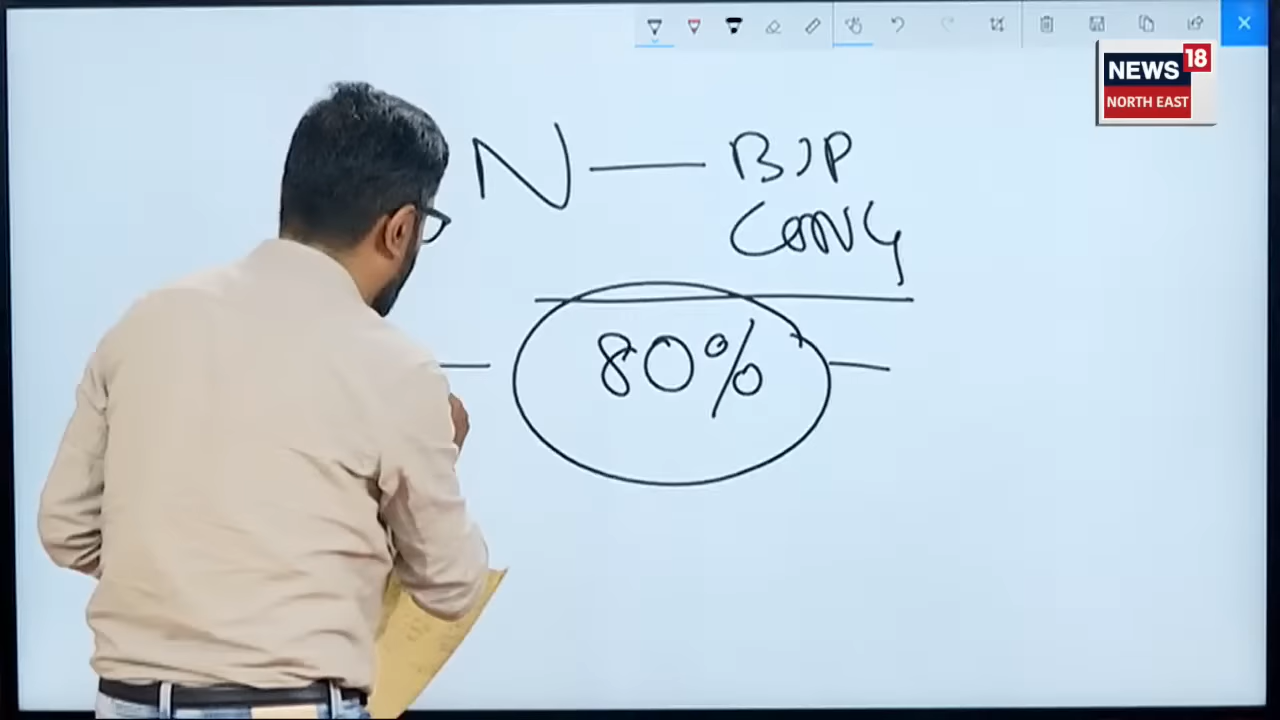 NEWS 18
NORTH EAST
N — BJP
CONG
— 80% —